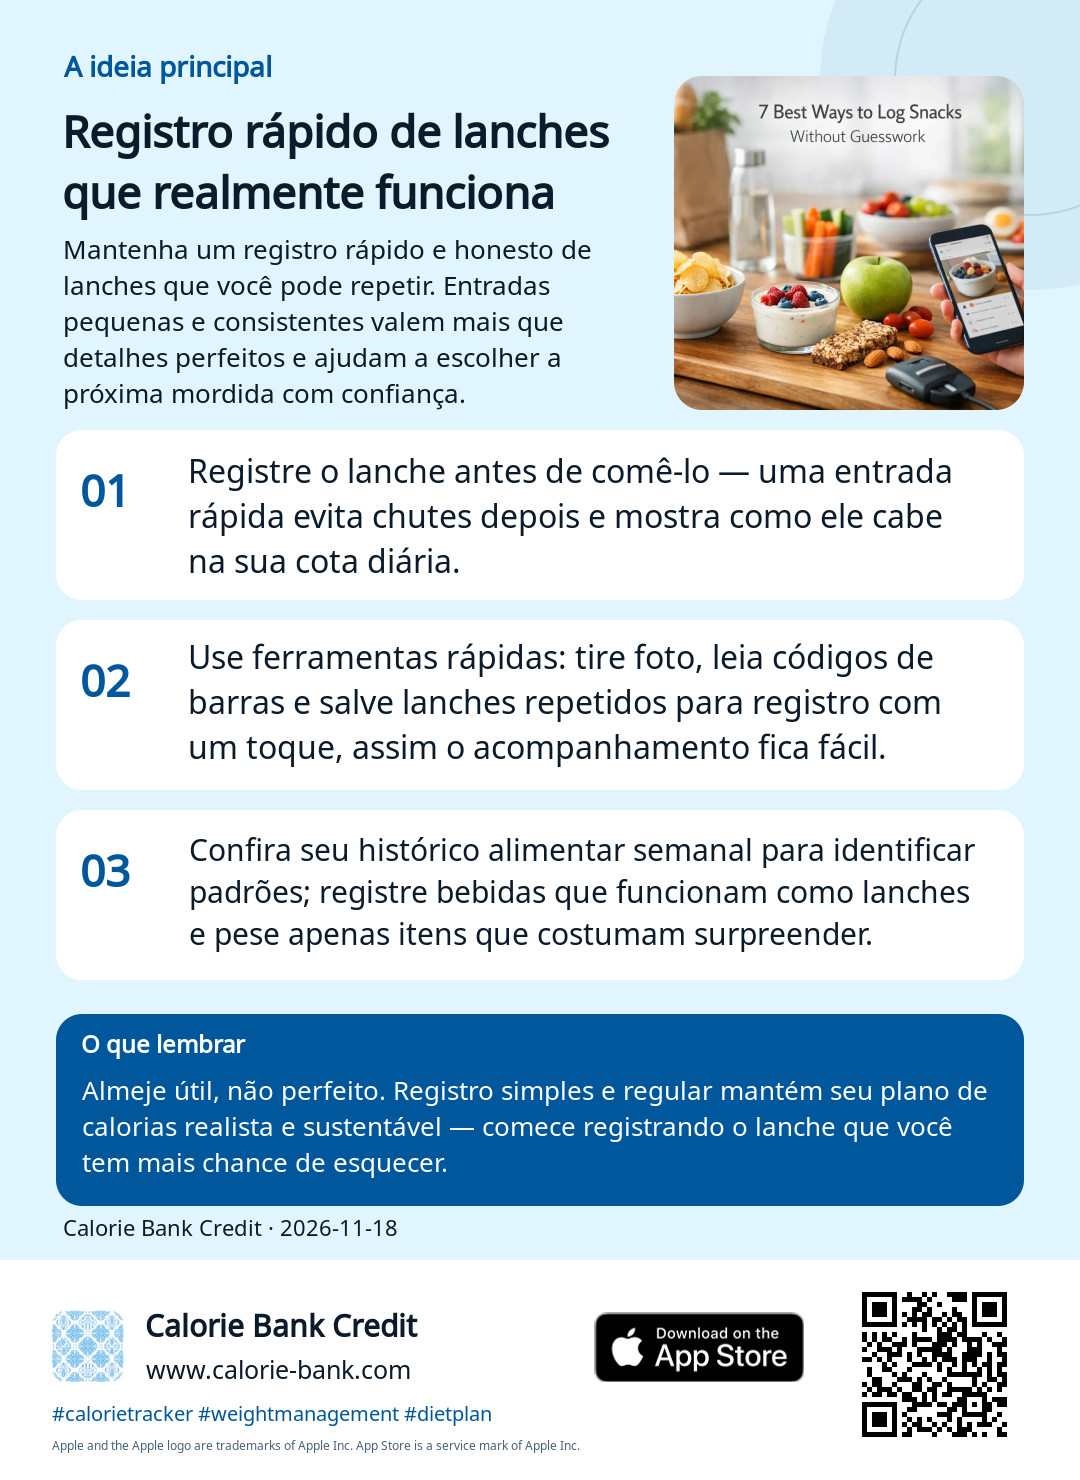 A ideia principal
Registro rápido de lanches
que realmente funciona
Mantenha um registro rápido e honesto de
lanches que você pode repetir. Entradas
pequenas e consistentes valem mais que
detalhes perfeitos e ajudam a escolher a
próxima mordida com confiança.
7 Best Ways to Log Snacks
Without Guesswork
01
Registre o lanche antes de comê-lo — uma entrada
rápida evita chutes depois e mostra como ele cabe
na sua cota diária.
02
Use ferramentas rápidas: tire foto, leia códigos de
barras e salve lanches repetidos para registro com
um toque, assim o acompanhamento fica fácil.
03
Confira seu histórico alimentar semanal para identificar
padrões; registre bebidas que funcionam como lanches
e pese apenas itens que costumam surpreender.
O que lembrar
Almeje útil, não perfeito. Registro simples e regular mantém seu plano de
calorias realista e sustentável — comece registrando o lanche que você
tem mais chance de esquecer.
Calorie Bank Credit · 2026-11-18
Calorie Bank Credit
www.calorie-bank.com
Download on the
App Store
#calorietracker #weightmanagement #dietplan
Apple and the Apple logo are trademarks of Apple Inc. App Store is a service mark of Apple Inc.